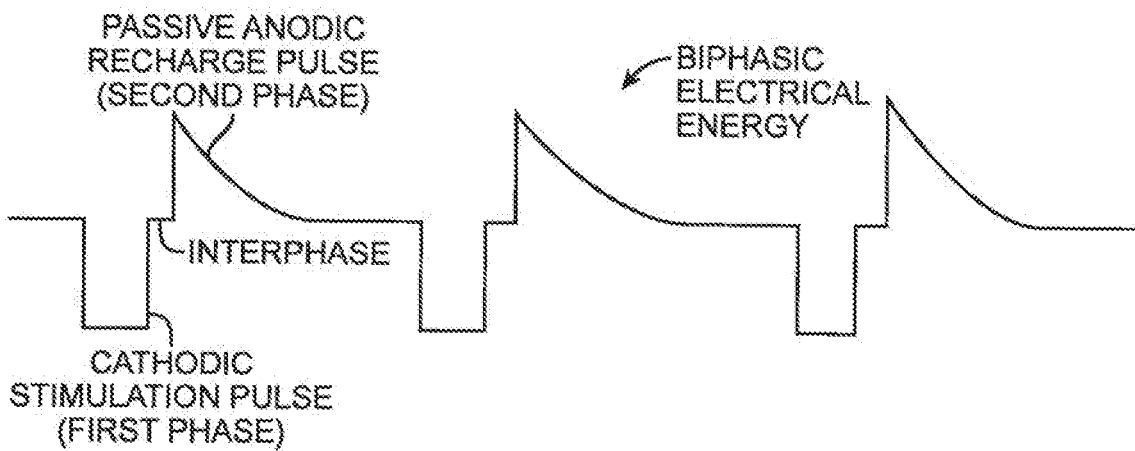 PASSIVE ANODIC
RECHARGE PULSE
(SECOND PHASE)
BIPHASIC
ELECTRICAL
ENERGY
INTERPHASE
CATHODIC
STIMULATION PULSE
(FIRST PHASE)